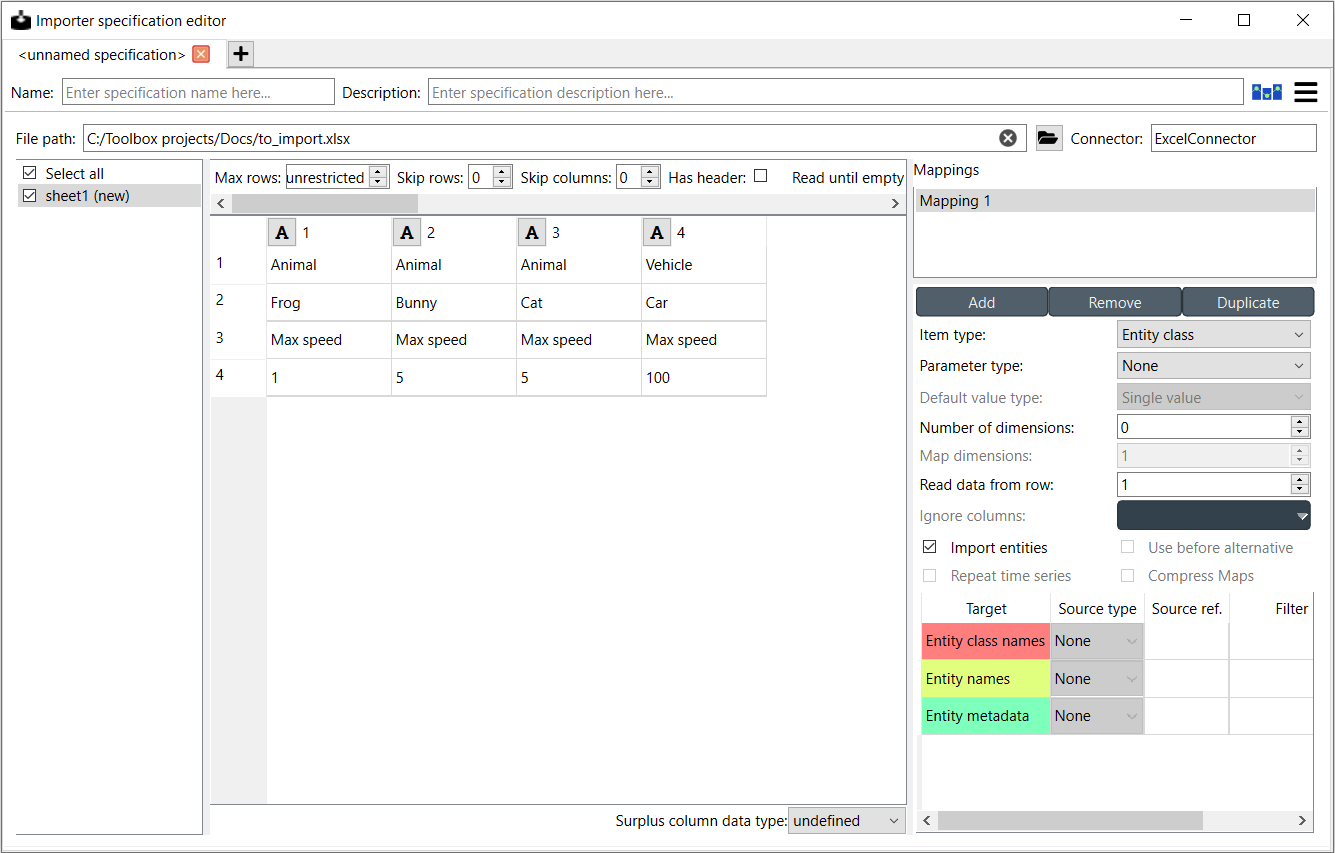 Importer specification editor
<unnamed specification>
Name: Enter specification name here... Description: Enter specification description here...
File path: C:/Toolbox projects/Docs/to_import.xlsx Connector: ExcelConnector
Select all
sheet1 (new)
Max rows: unrestricted Skip rows: 0 Skip columns: 0 Has header: Read until empty
A 1 A 2 A 3 A 4
1 Animal Animal Animal Vehicle
2 Frog Bunny Cat Car
3 Max speed Max speed Max speed Max speed
4 1 5 5 100
Surplus column data type: undefined
Mappings
Mapping 1
Add Remove Duplicate
Item type: Entity class
Parameter type: None
Default value type: Single value
Number of dimensions: 0
Map dimensions: 1
Read data from row: 1
Ignore columns:
Import entities Use before alternative
Repeat time series Compress Maps
Target Source type Source ref. Filter
Entity class names None
Entity names None
Entity metadata None